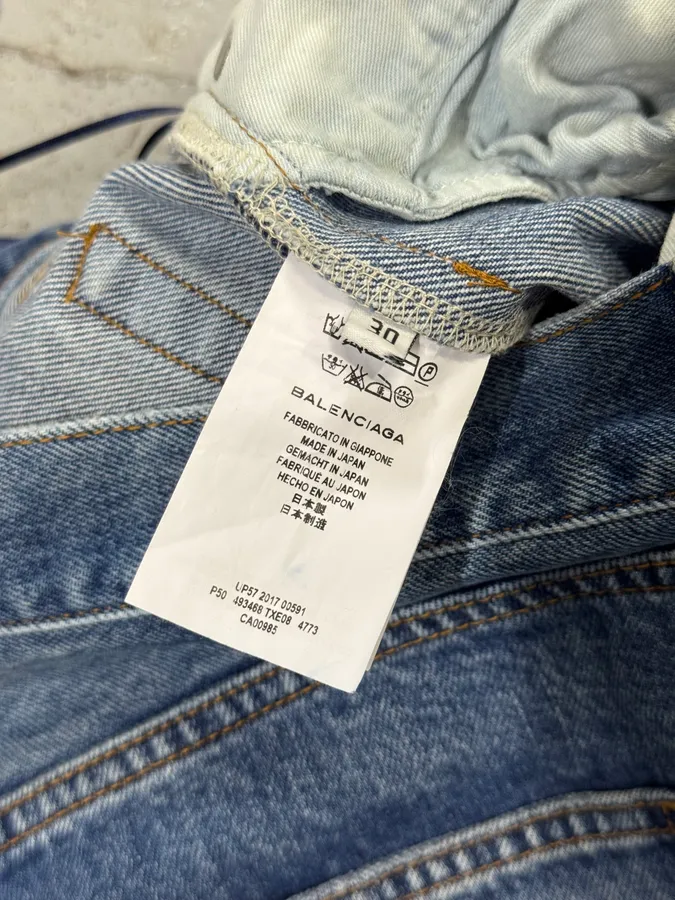 30
P
BALENCIAGA
FABBRICATO IN GIAPPONE
MADE IN JAPAN
GEMACHT IN JAPAN
FABRIQUÉ AU JAPON
HECHO EN JAPON
日本製
日本制造
UP57 2017 00591
P50 493468 TXE08 4773
CA00985